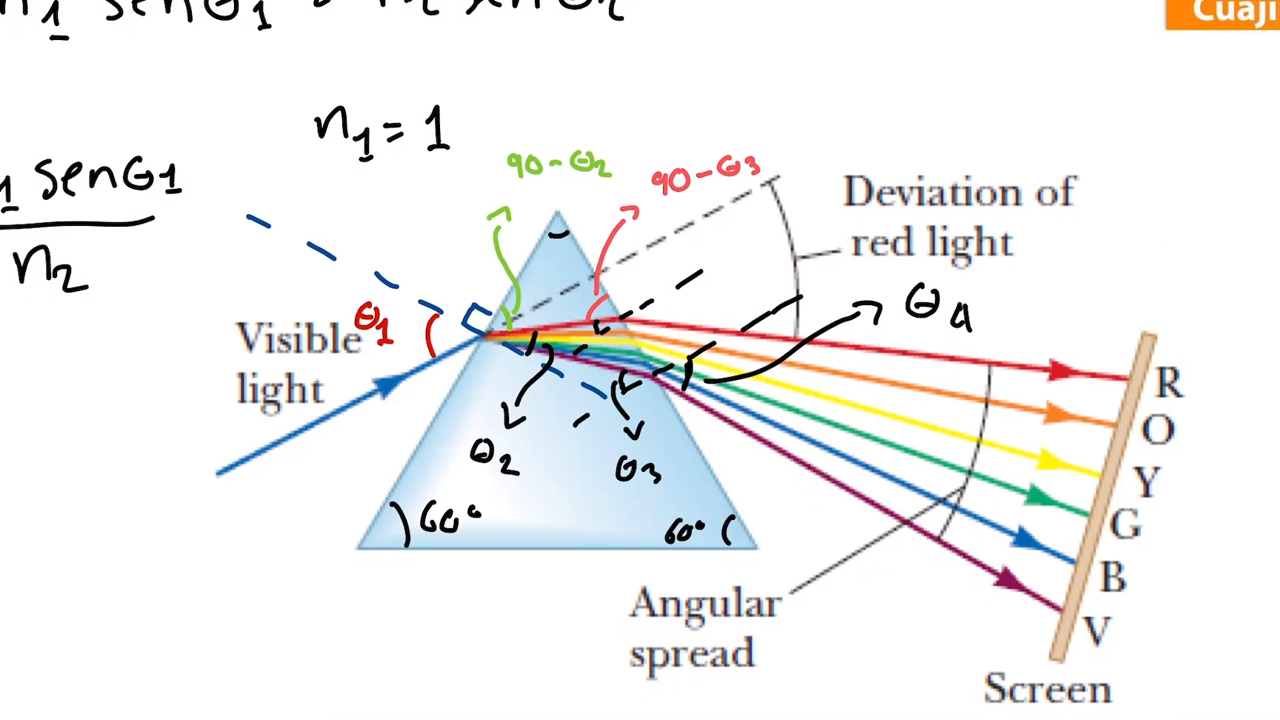 n1 senθ1 = n2 senθ2
Cuaji
n1 = 1
1 senθ1
n2
90-θ2
90-θ3
Deviation of
red light
θ1
θ4
Visible
light
θ2
θ3
60°
60°
R
O
Y
G
B
V
Angular
spread
Screen